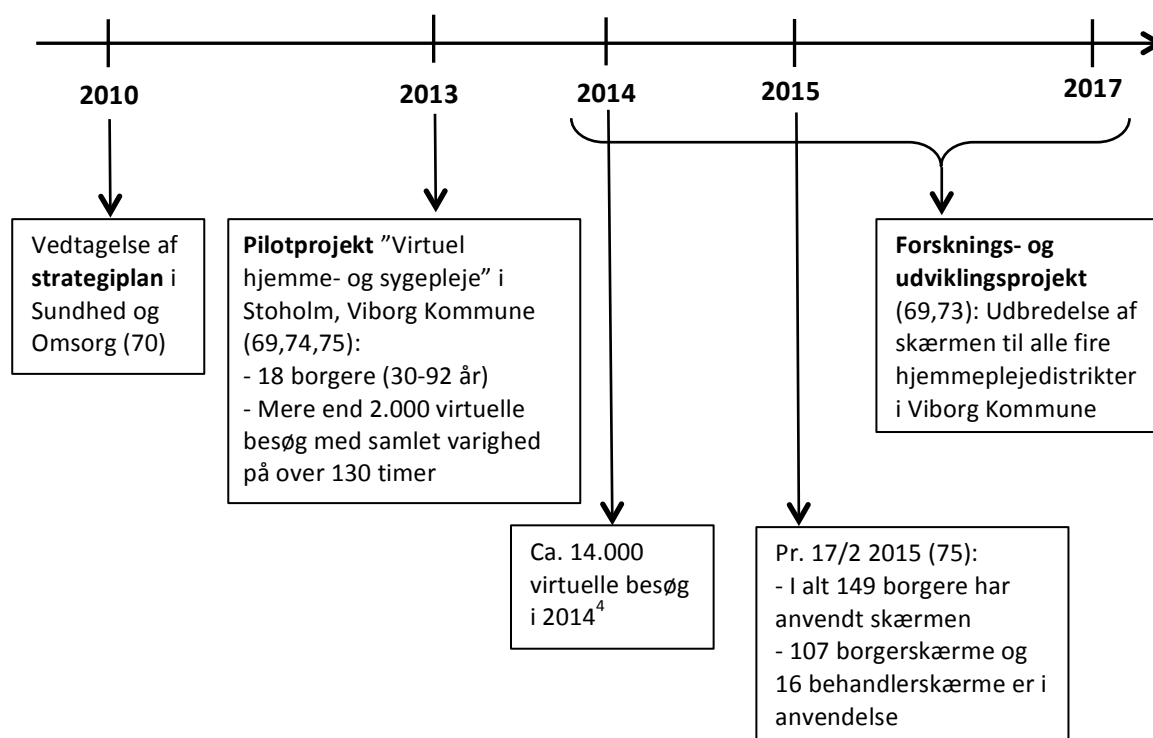 2010
2013
2014
2015
2017
Vedtagelse af
strategiplan i
Sundhed og
Omsorg (70)
Pilotprojekt ”Virtuel
hjemme- og sygepleje” i
Stoholm, Viborg Kommune
(69,74,75):
- 18 borgere (30-92 år)
- Mere end 2.000 virtuelle
besøg med samlet varighed
på over 130 timer
Forsknings- og
udviklingsprojekt
(69,73): Udbredelse af
skærmen til alle fire
hjemmeplejedistrikter
i Viborg Kommune
Ca. 14.000
virtuelle besøg
i 2014⁴
Pr. 17/2 2015 (75):
- I alt 149 borgere har
anvendt skærmen
- 107 borgerskærme og
16 behandlerskærme er i
anvendelse